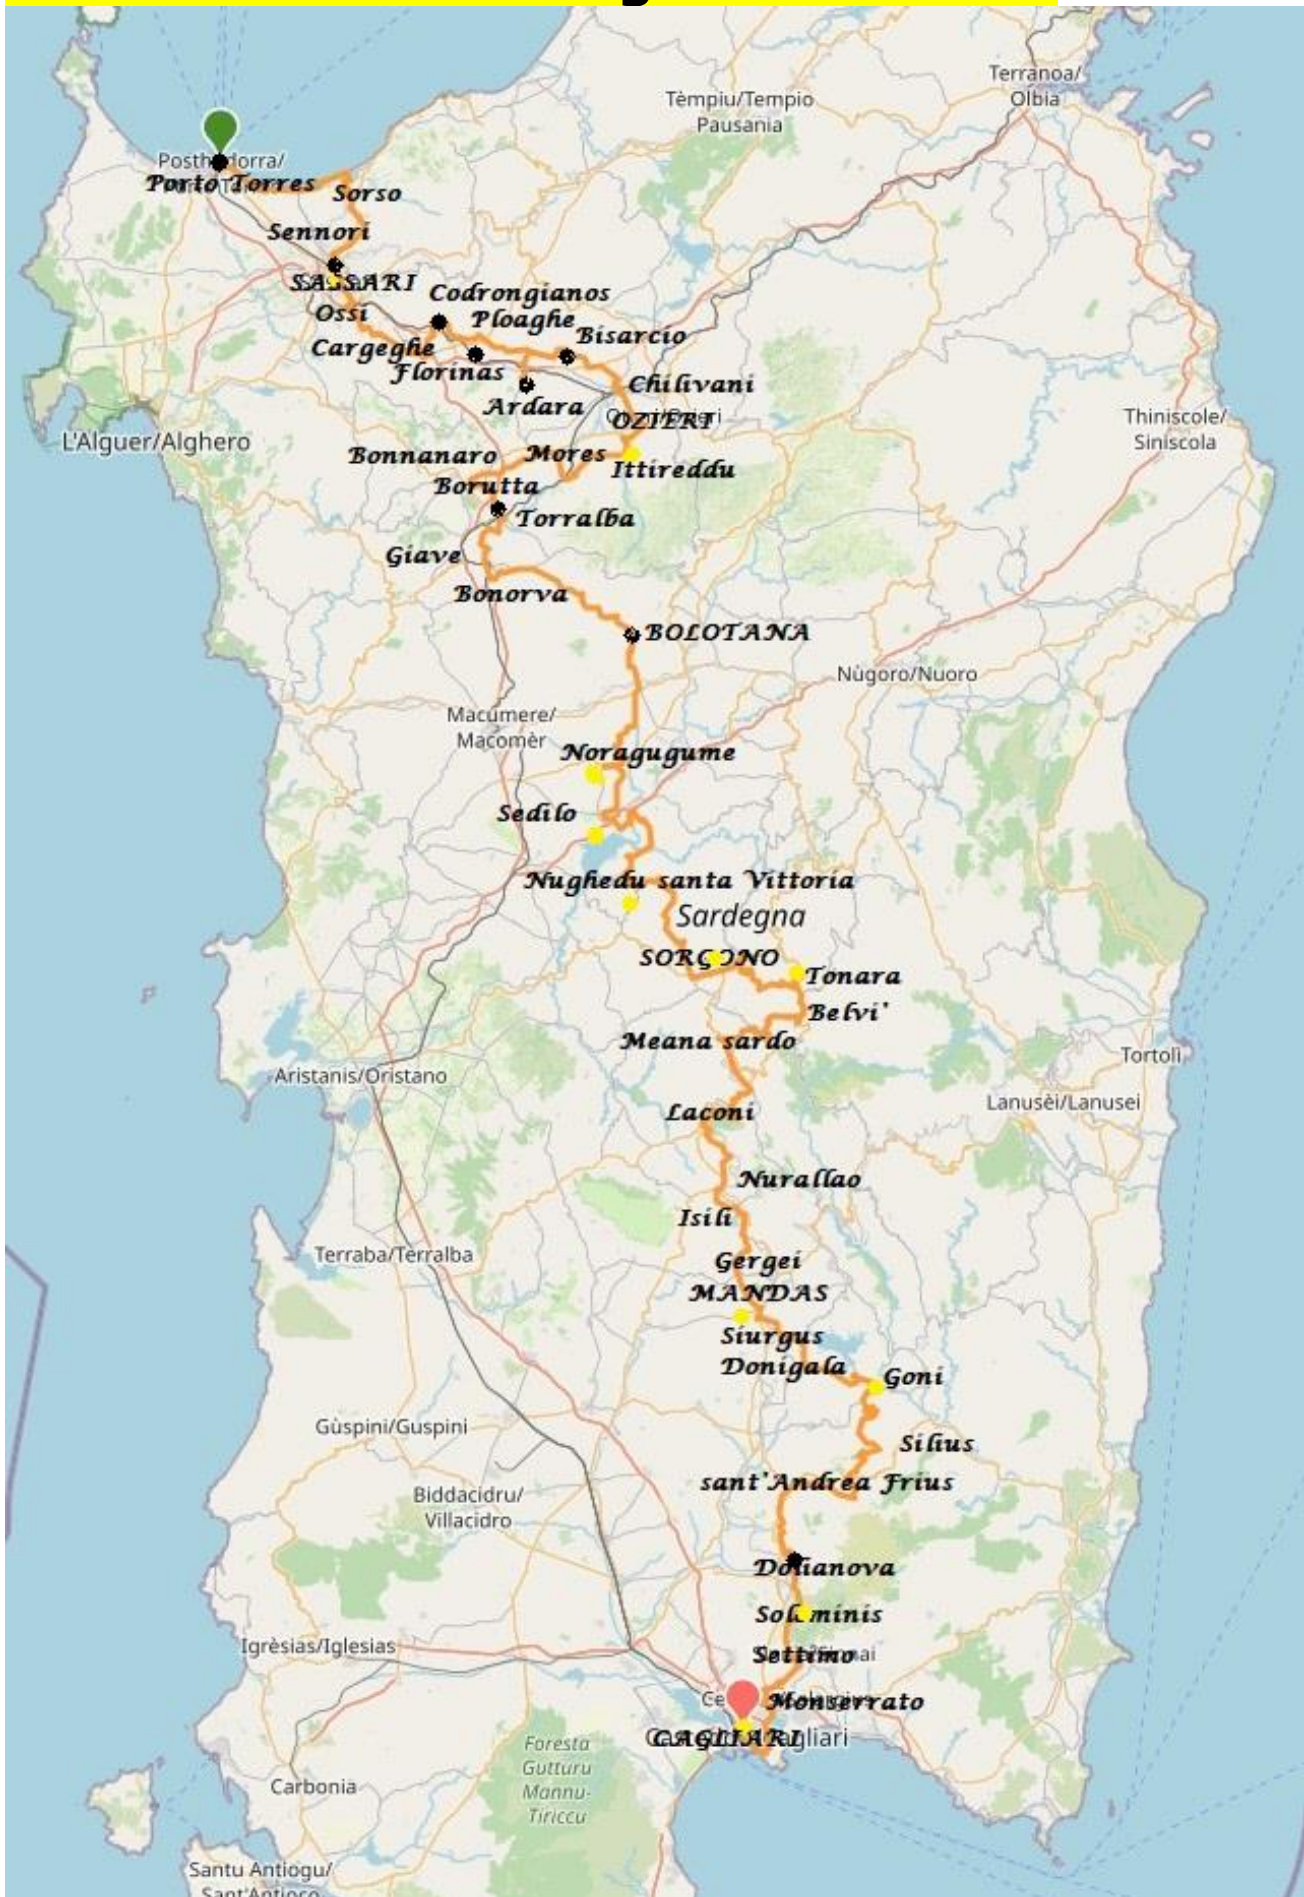 Terranoa/
Olbia
Tèmpiu/Tempio
Pausania
Porto Torres
Sorso
Sennori
SASSARI
Codrongianos
Ossi
Ploaghe
Bisarcio
Cargeghe
Florinas
Chilivani
Ardara
OZIERI
Thiniscole/
Siniscola
L'Alguer/Alghero
Bonnanaro
Mores
Ittireddu
Borutta
Torralba
Giave
Bonorva
BOLOTANA
Nùgoro/Nuoro
Macumere/
Macomèr
Noragugume
Sedilo
Nughedu santa Vittoria
Sardegna
SORGONO
Tonara
Belvi'
Meana sardo
Tortolì
Aristanis/Oristano
Lanusèi/Lanusei
Laconi
Nurallao
Isili
Terraba/Terralba
Gergei
MANDAS
Siurgus
Donigala
Goni
Gùspini/Guspini
Silius
sant'Andrea Frius
Biddacidru/
Villacidro
Dolianova
Soleminis
Igrèsias/Iglesias
Settimo
Monserrato
CAGLIARI
Foresta
Gutturu
Mannu-
Tiriccu
Carbonia
Santu Antiogu/
Sant'Antioco